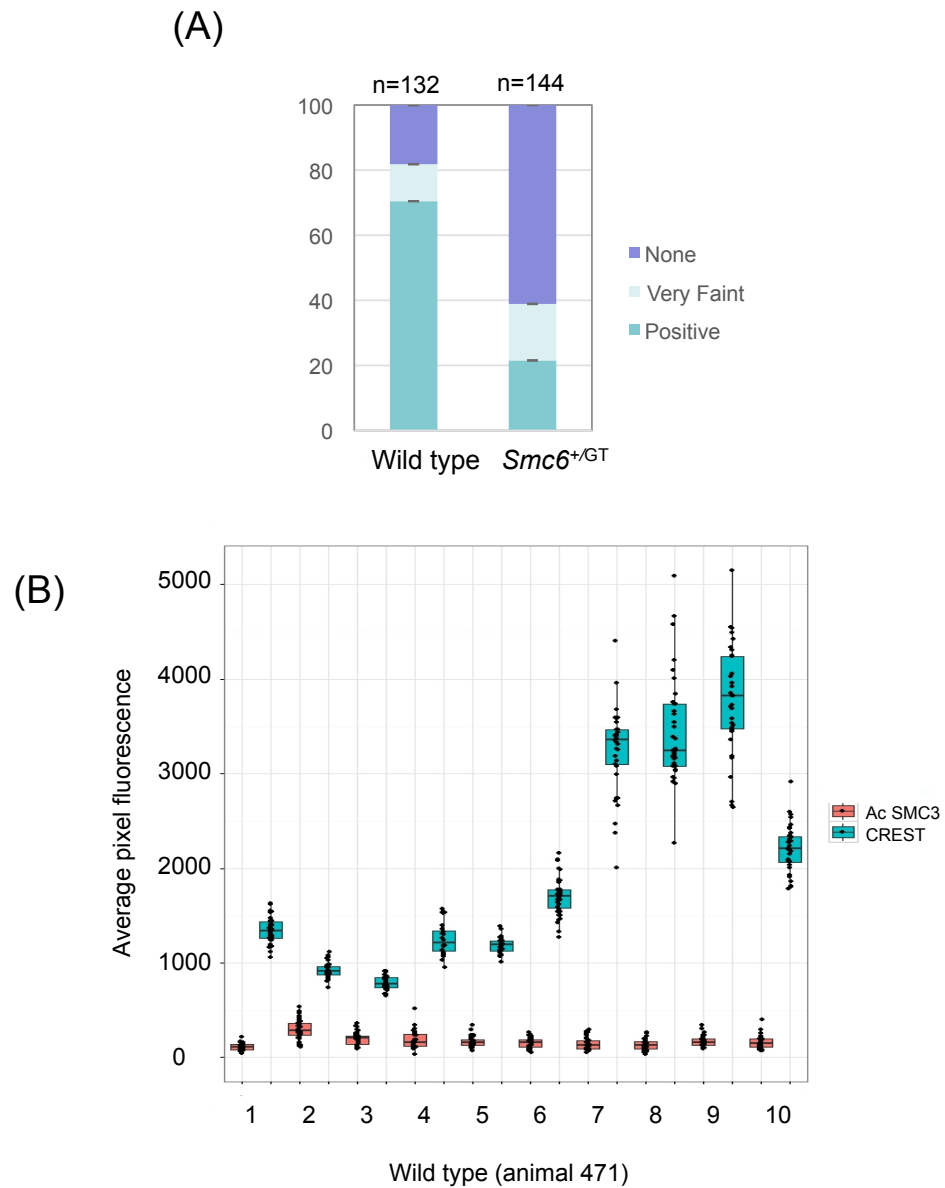 (A)
n=132 n=144
100
80
60
40
20
0
None
Very Faint
Positive
Wild type Smc6+/GT
(B)
Average pixel fluorescence
5000
4000
3000
2000
1000
0
1 2 3 4 5 6 7 8 9 10
Ac SMC3
CREST
Wild type (animal 471)